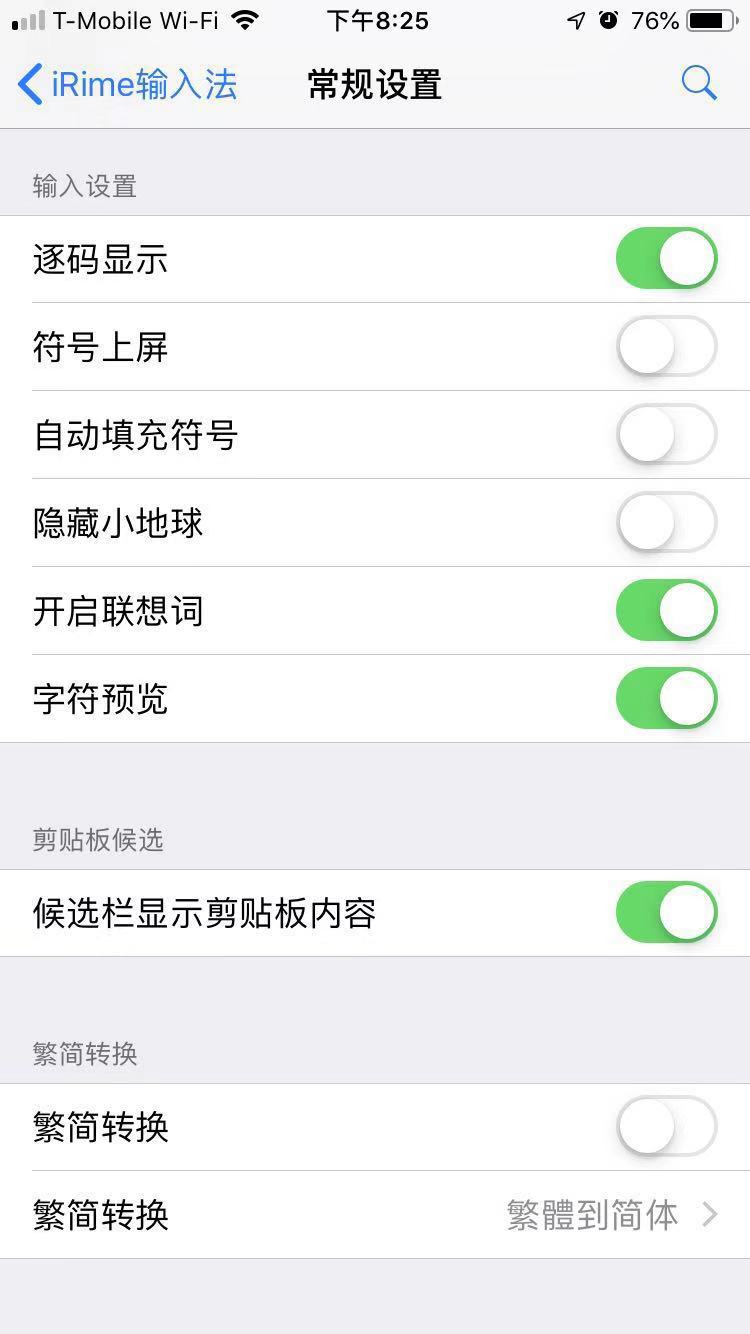 T-Mobile Wi-Fi 下午8:25 76%
iRime输入法 常规设置
输入设置
逐码显示
符号上屏
自动填充符号
隐藏小地球
开启联想词
字符预览
剪贴板候选
候选栏显示剪贴板内容
繁简转换
繁简转换
繁简转换 繁體到简体